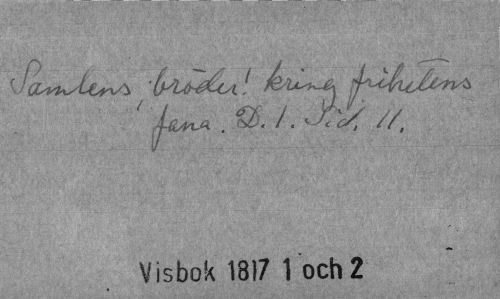 Samlens, bröder! kring frihetens
fana. D. 1. Sid. 11.
Visbok 1817 1 och 2